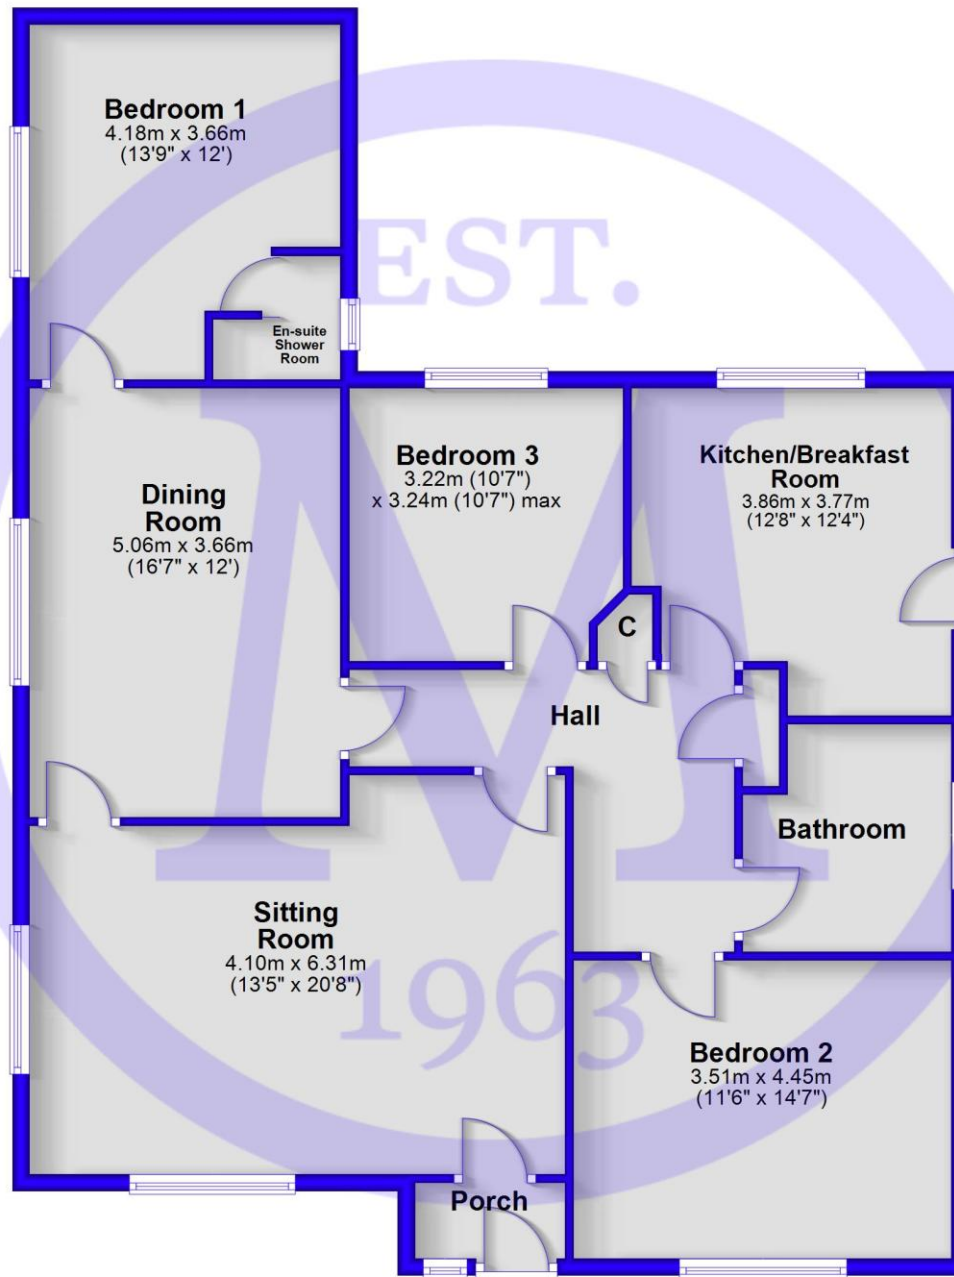 Bedroom 1
4.18m x 3.66m
(13'9" x 12')
EST.
En-suite
Shower
Room
Bedroom 3
3.22m (10'7")
x 3.24m (10'7") max
Kitchen/Breakfast
Room
3.86m x 3.77m
(12'8" x 12'4")
Dining
Room
5.06m x 3.66m
(16'7" x 12')
M
C
Hall
Bathroom
Sitting
Room
4.10m x 6.31m
(13'5" x 20'8")
1963
Bedroom 2
3.51m x 4.45m
(11'6" x 14'7")
Porch